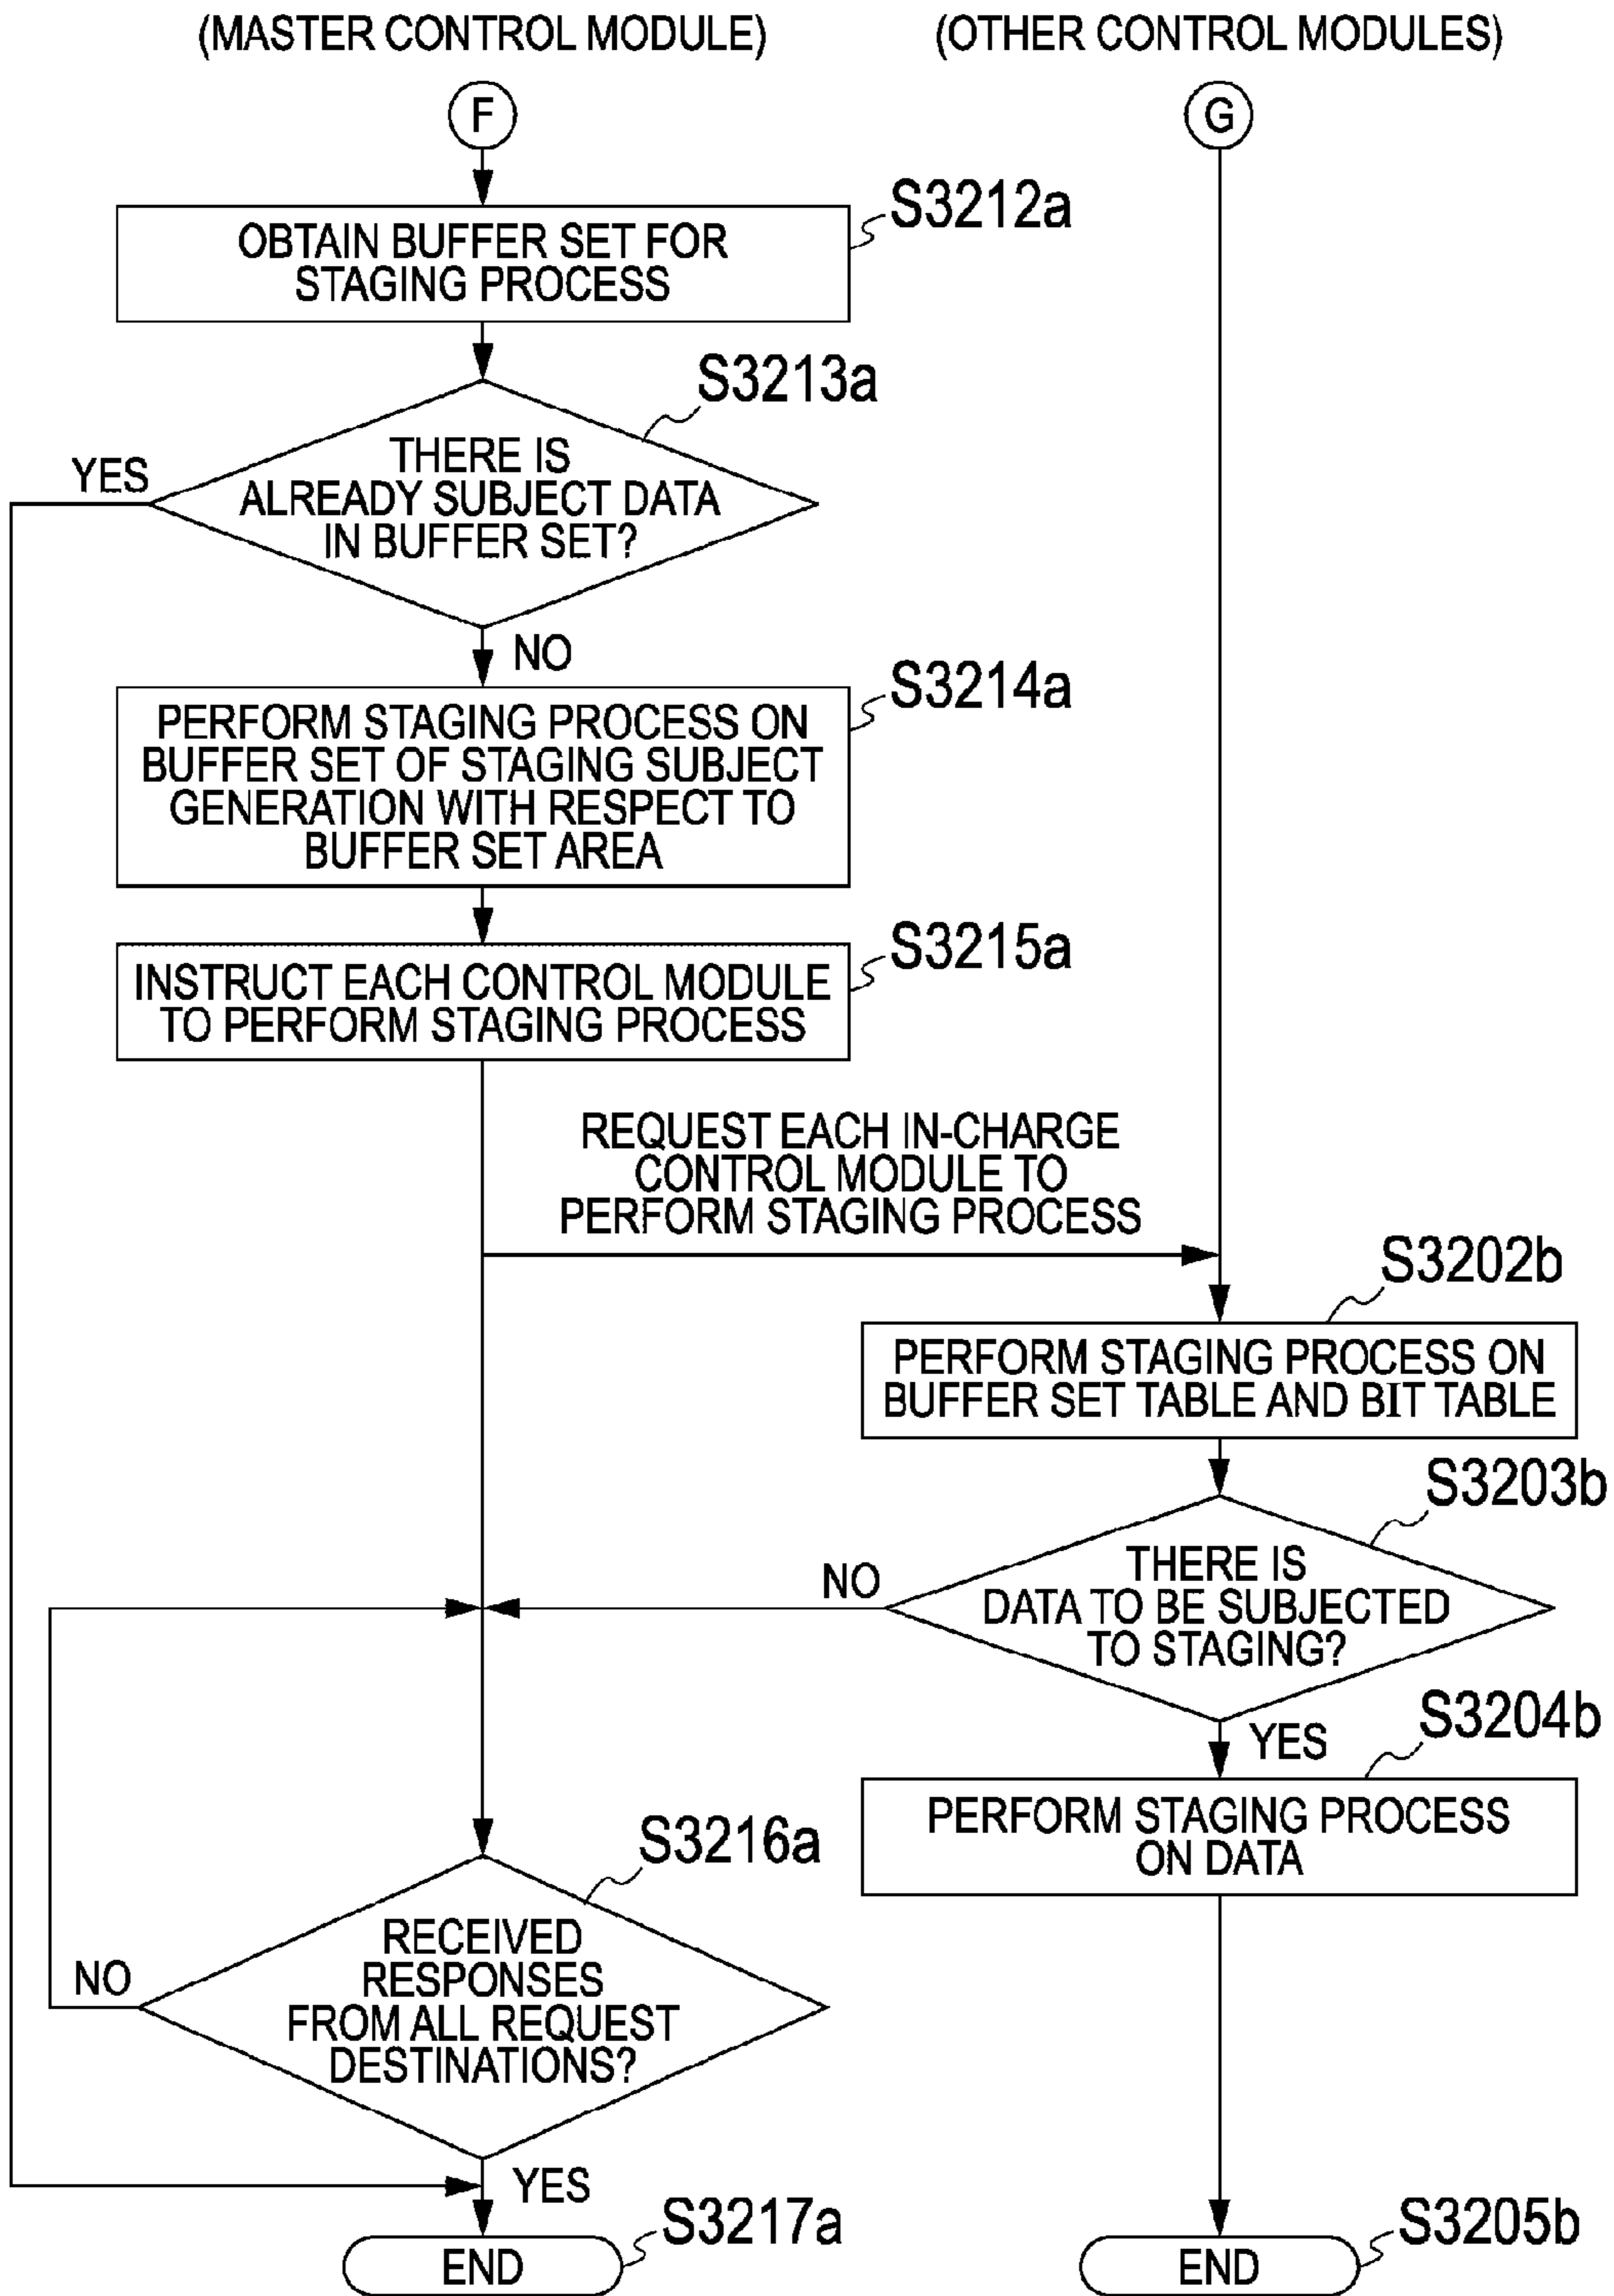 (MASTER CONTROL MODULE)
(OTHER CONTROL MODULES)
F
G
S3212a
OBTAIN BUFFER SET FOR
STAGING PROCESS
S3213a
YES
THERE IS
ALREADY SUBJECT DATA
IN BUFFER SET?
NO
S3214a
PERFORM STAGING PROCESS ON
BUFFER SET OF STAGING SUBJECT
GENERATION WITH RESPECT TO
BUFFER SET AREA
S3215a
INSTRUCT EACH CONTROL MODULE
TO PERFORM STAGING PROCESS
REQUEST EACH IN-CHARGE
CONTROL MODULE TO
PERFORM STAGING PROCESS
S3202b
PERFORM STAGING PROCESS ON
BUFFER SET TABLE AND BIT TABLE
S3203b
NO
THERE IS
DATA TO BE SUBJECTED
TO STAGING?
YES
S3204b
PERFORM STAGING PROCESS
ON DATA
S3216a
NO
RECEIVED
RESPONSES
FROM ALL REQUEST
DESTINATIONS?
YES
S3217a
END
S3205b
END